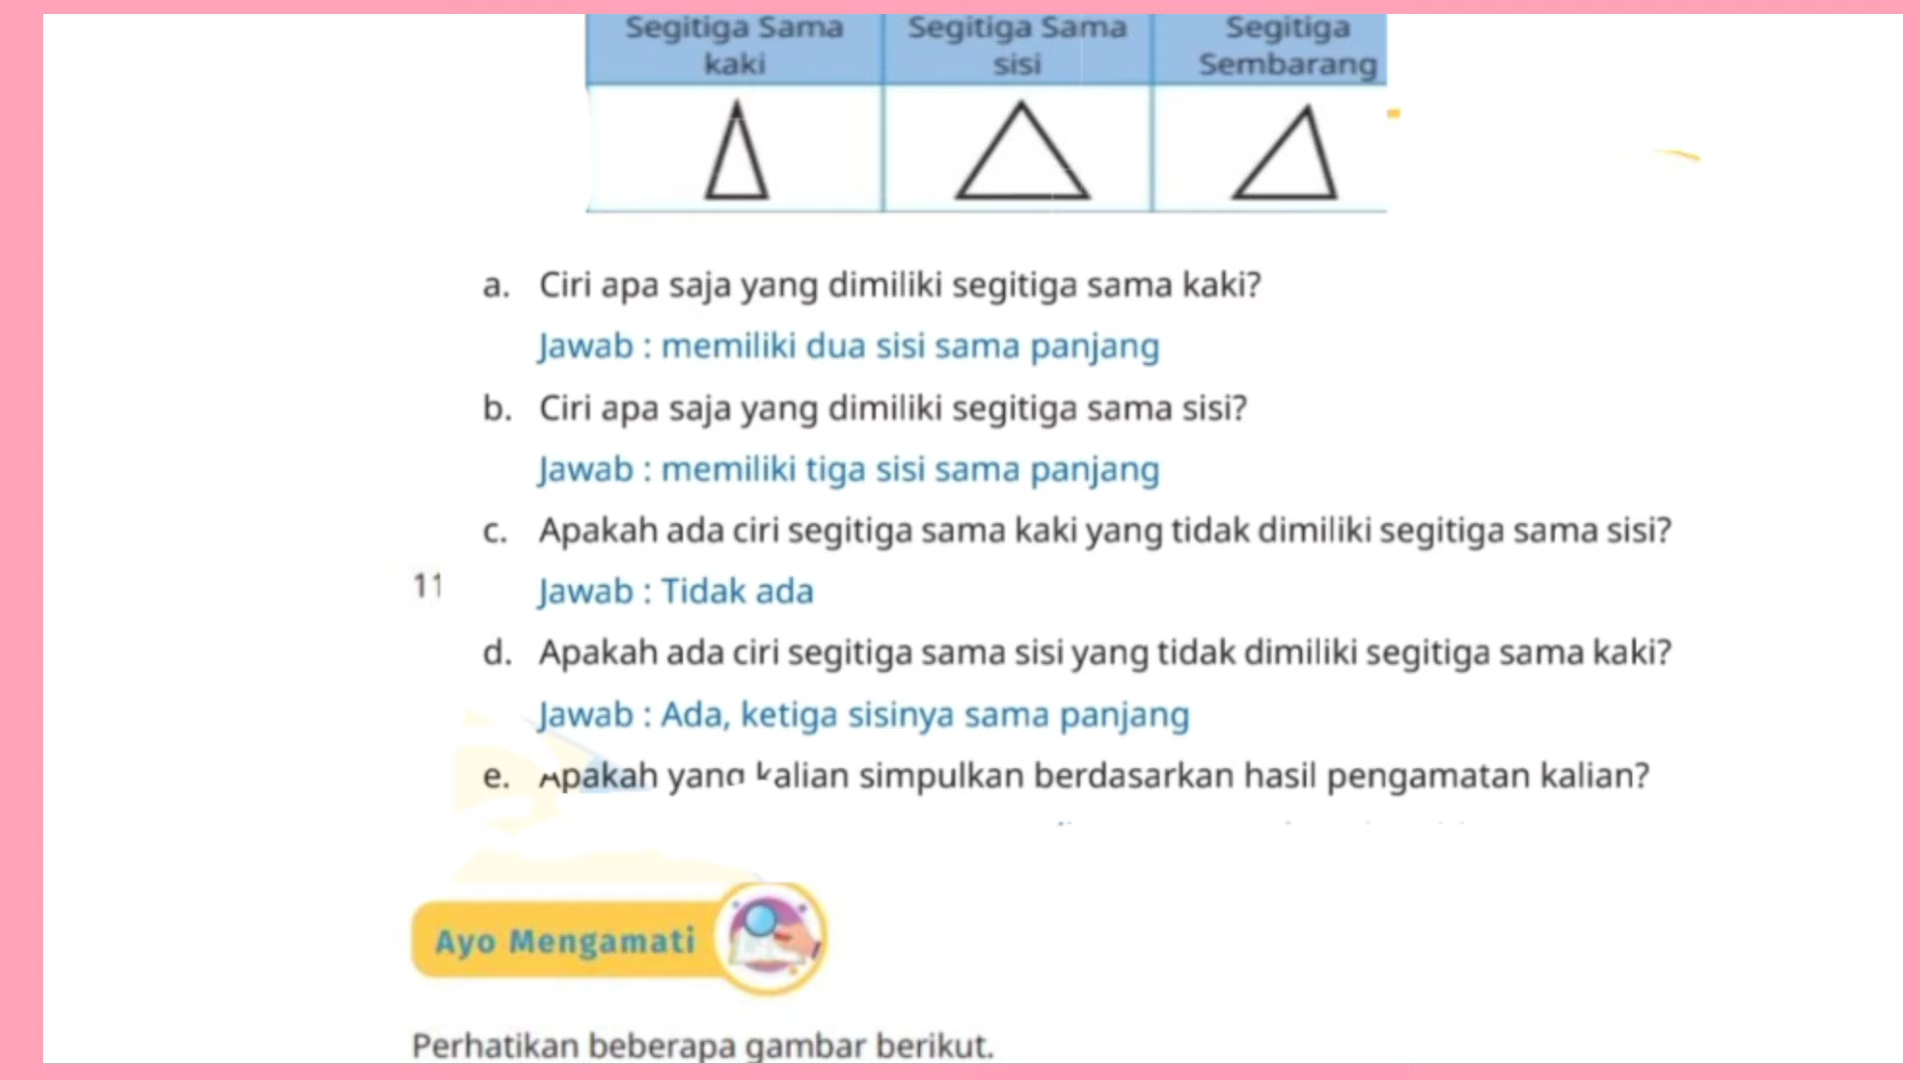 Segitiga Sama kaki
Segitiga Sama sisi
Segitiga Sembarang
a. Ciri apa saja yang dimiliki segitiga sama kaki?
Jawab : memiliki dua sisi sama panjang
b. Ciri apa saja yang dimiliki segitiga sama sisi?
Jawab : memiliki tiga sisi sama panjang
c. Apakah ada ciri segitiga sama kaki yang tidak dimiliki segitiga sama sisi?
11
Jawab : Tidak ada
d. Apakah ada ciri segitiga sama sisi yang tidak dimiliki segitiga sama kaki?
Jawab : Ada, ketiga sisinya sama panjang
e. Apakah yang kalian simpulkan berdasarkan hasil pengamatan kalian?
Ayo Mengamati
Perhatikan beberapa gambar berikut.